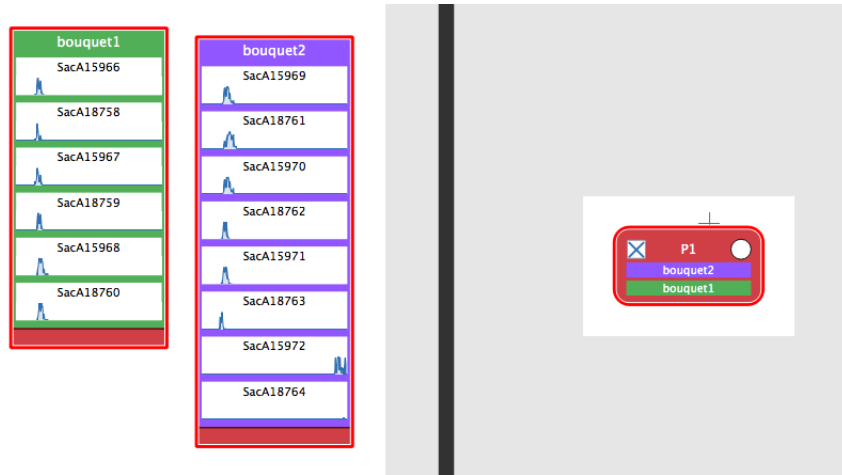 bouquet1
SacA15966
SacA18758
SacA15967
SacA18759
SacA15968
SacA18760
bouquet2
SacA15969
SacA18761
SacA15970
SacA18762
SacA15971
SacA18763
SacA15972
SacA18764
P1
bouquet2
bouquet1